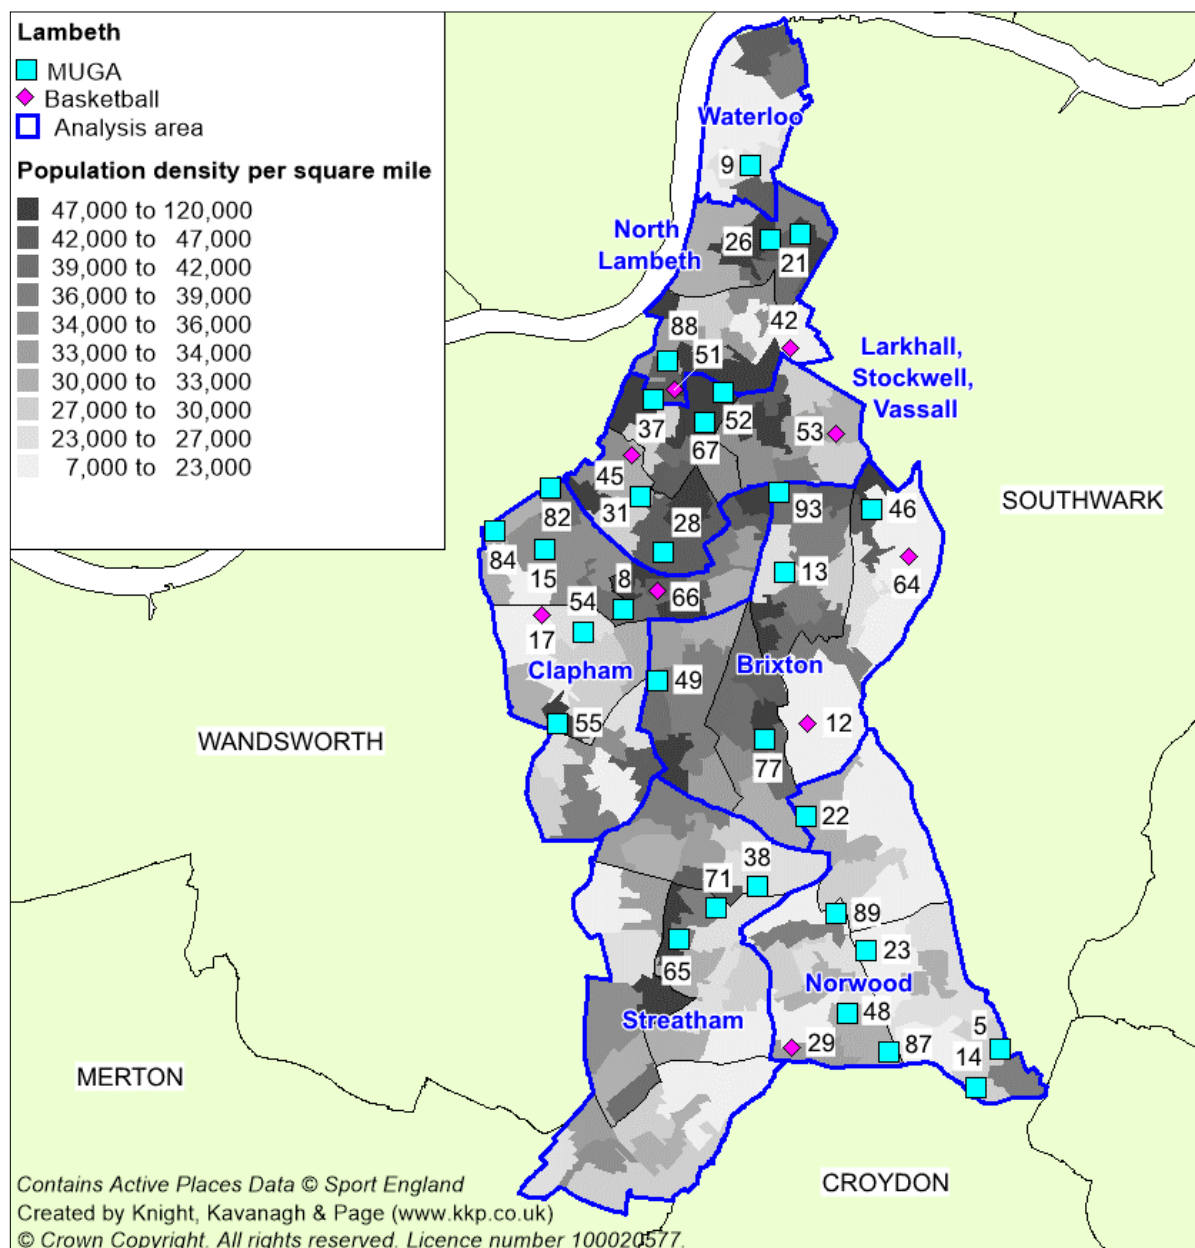 Lambeth
MUGA
Basketball
Analysis area
Population density per square mile
47,000 to 120,000
42,000 to 47,000
39,000 to 42,000
36,000 to 39,000
34,000 to 36,000
33,000 to 34,000
30,000 to 33,000
27,000 to 30,000
23,000 to 27,000
7,000 to 23,000
Waterloo
9
North
Lambeth
26
21
42
88
51
Larkhall,
Stockwell,
Vassall
37
52
67
53
45
82
31
28
93
46
SOUTHWARK
84
15
8
66
13
64
54
17
Clapham
49
Brixton
55
12
77
WANDSWORTH
22
38
71
89
23
65
Norwood
48
Streatham
29
87
5
14
MERTON
CROYDON
Contains Active Places Data © Sport England
Created by Knight, Kavanagh & Page (www.kkp.co.uk)
© Crown Copyright. All rights reserved. Licence number 100020577.